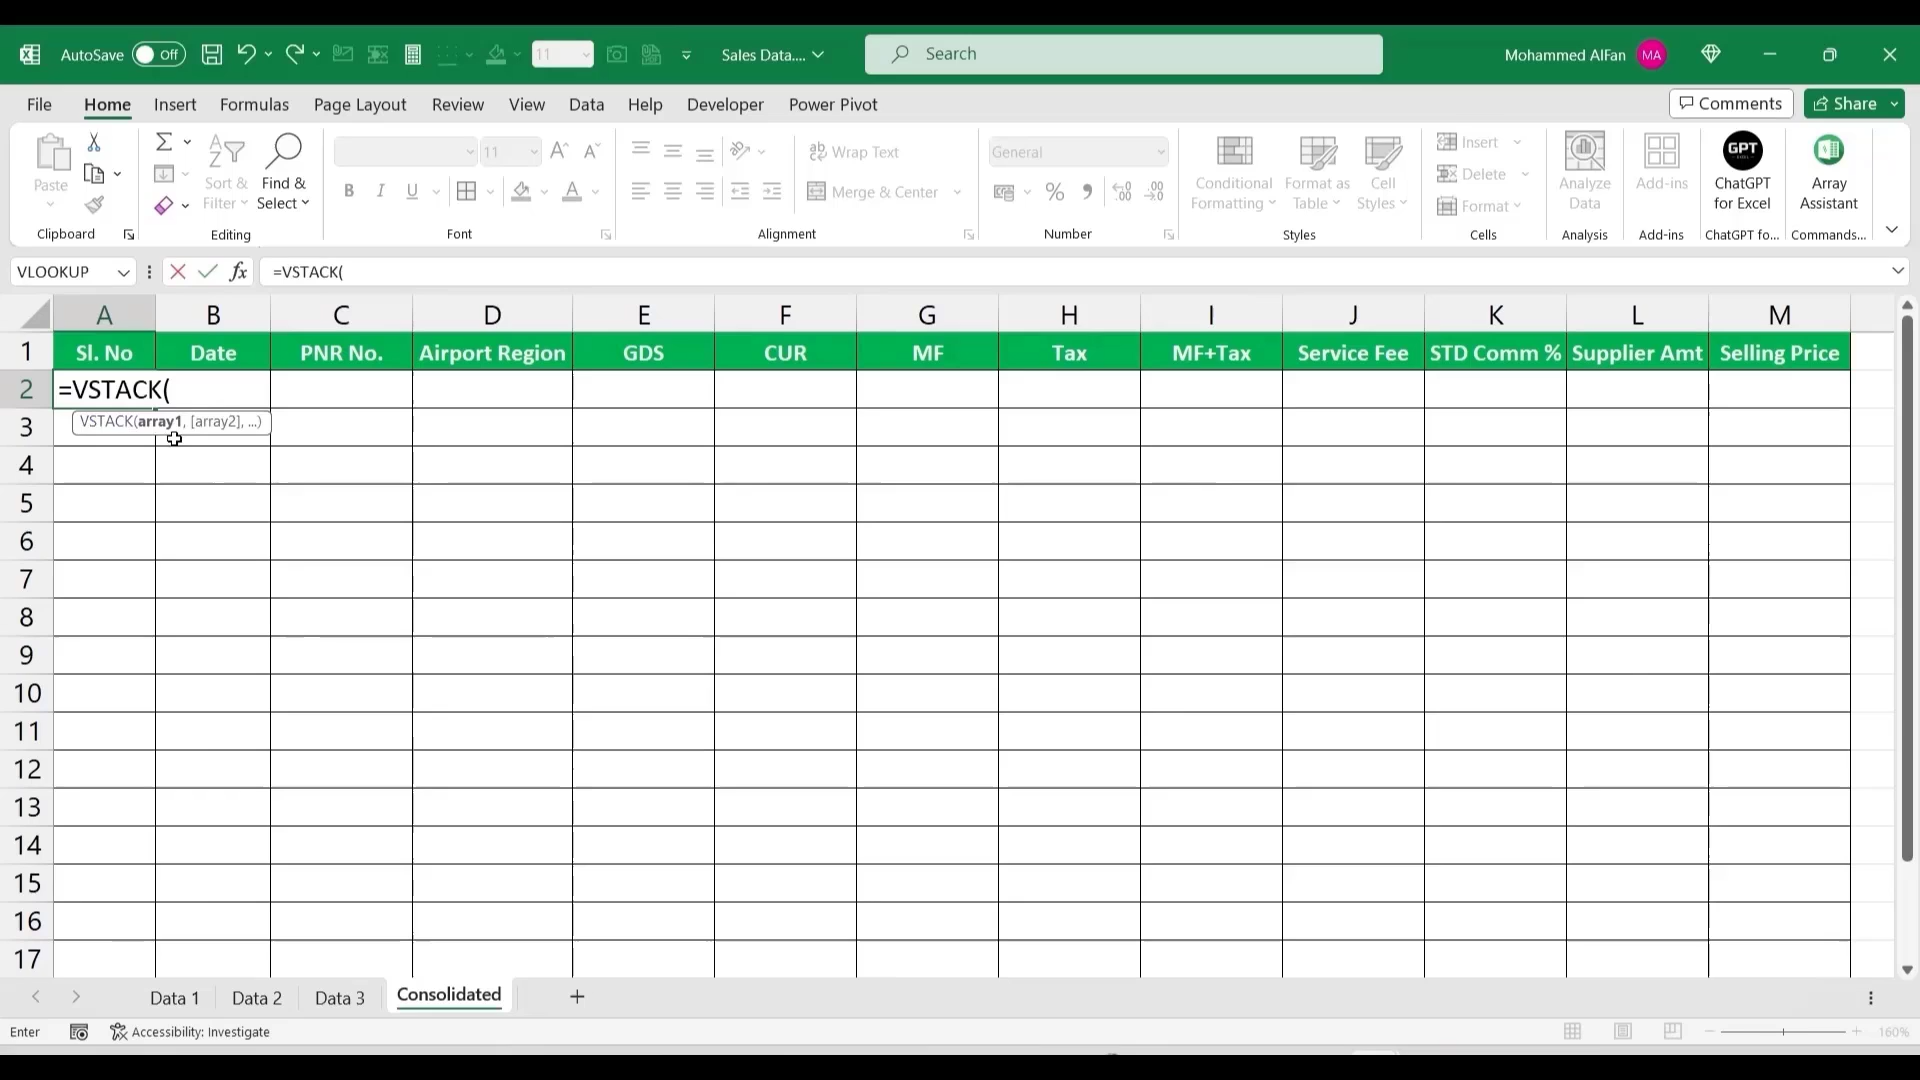 AutoSave Off 11 Sales Data.... Search Mohammed AlFan MA
File Home Insert Formulas Page Layout Review View Data Help Developer Power Pivot Comments Share
Paste
Clipboard
Sort & Filter
Find & Select
Editing
11
B I U A
Font
ab Wrap Text
Merge & Center
Alignment
General
% 
Number
Conditional Formatting
Format as Table
Cell Styles
Styles
Insert
Delete
Format
Cells
Analyze Data
Analysis
Add-ins
Add-ins
GPT
ChatGPT for Excel
ChatGPT fo...
Array Assistant
Commands...
VLOOKUP fx =VSTACK(
A B C D E F G H I J K L M
1 Sl. No Date PNR No. Airport Region GDS CUR MF Tax MF+Tax Service Fee STD Comm % Supplier Amt Selling Price
2 =VSTACK(
VSTACK(array1, [array2], ...)
3
4
5
6
7
8
9
10
11
12
13
14
15
16
17
Data 1 Data 2 Data 3 Consolidated
Enter Accessibility: Investigate 160%